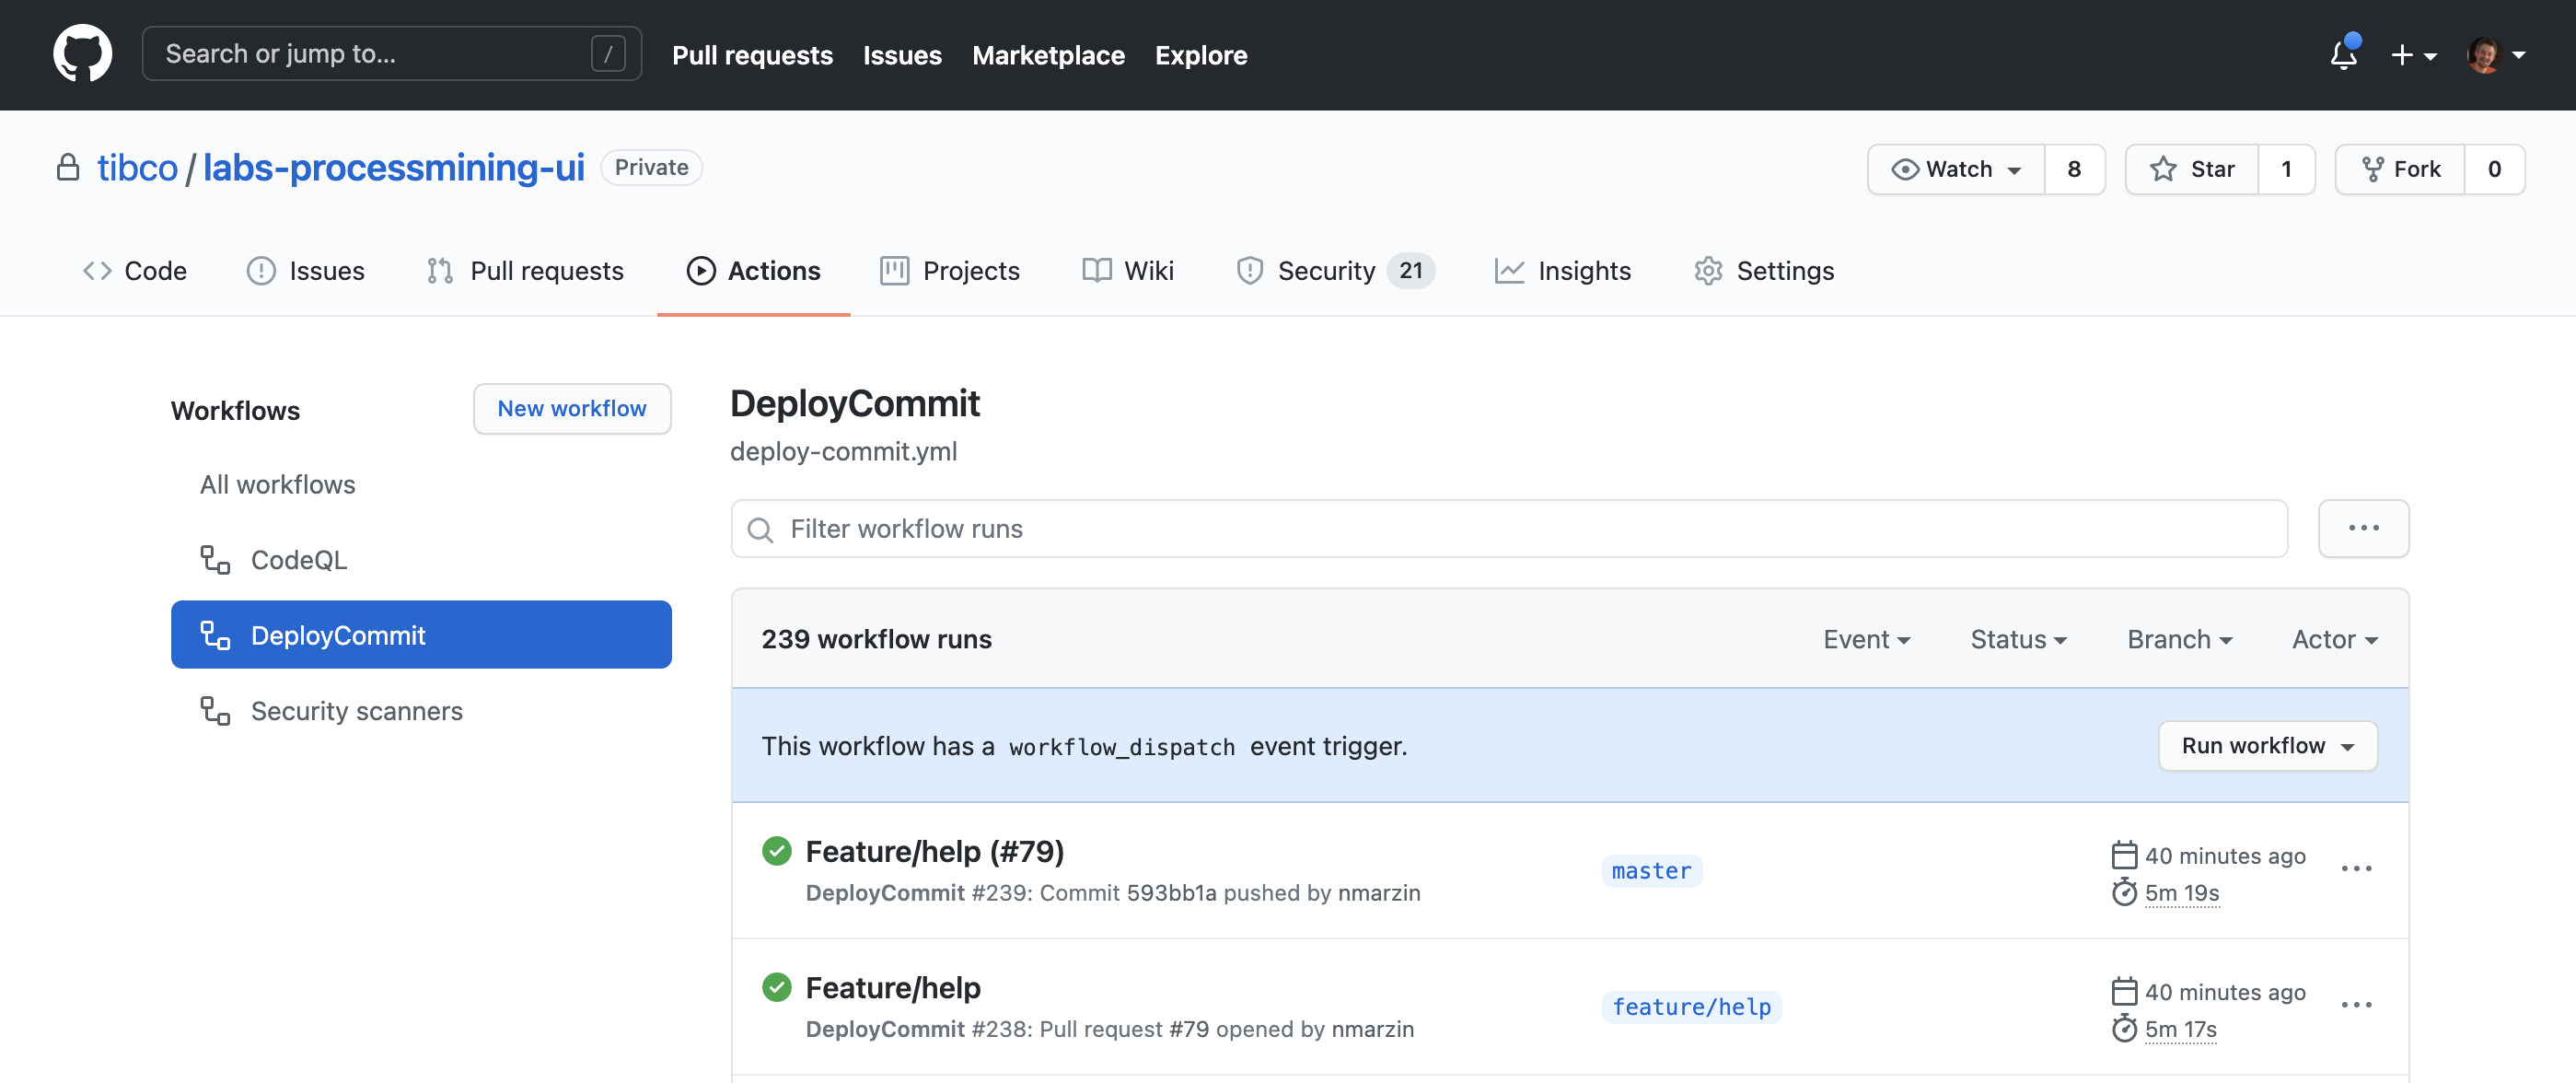 Search or jump to... / Pull requests Issues Marketplace Explore
tibco / labs-processmining-ui Private Watch 8 Star 1 Fork 0
Code Issues Pull requests Actions Projects Wiki Security 21 Insights Settings
Workflows New workflow
All workflows
CodeQL
DeployCommit
Security scanners
DeployCommit
deploy-commit.yml
Filter workflow runs
239 workflow runs Event Status Branch Actor
This workflow has a workflow_dispatch event trigger. Run workflow
Feature/help (#79)
DeployCommit #239: Commit 593bb1a pushed by nmarzin
master
40 minutes ago
5m 19s
Feature/help
DeployCommit #238: Pull request #79 opened by nmarzin
feature/help
40 minutes ago
5m 17s